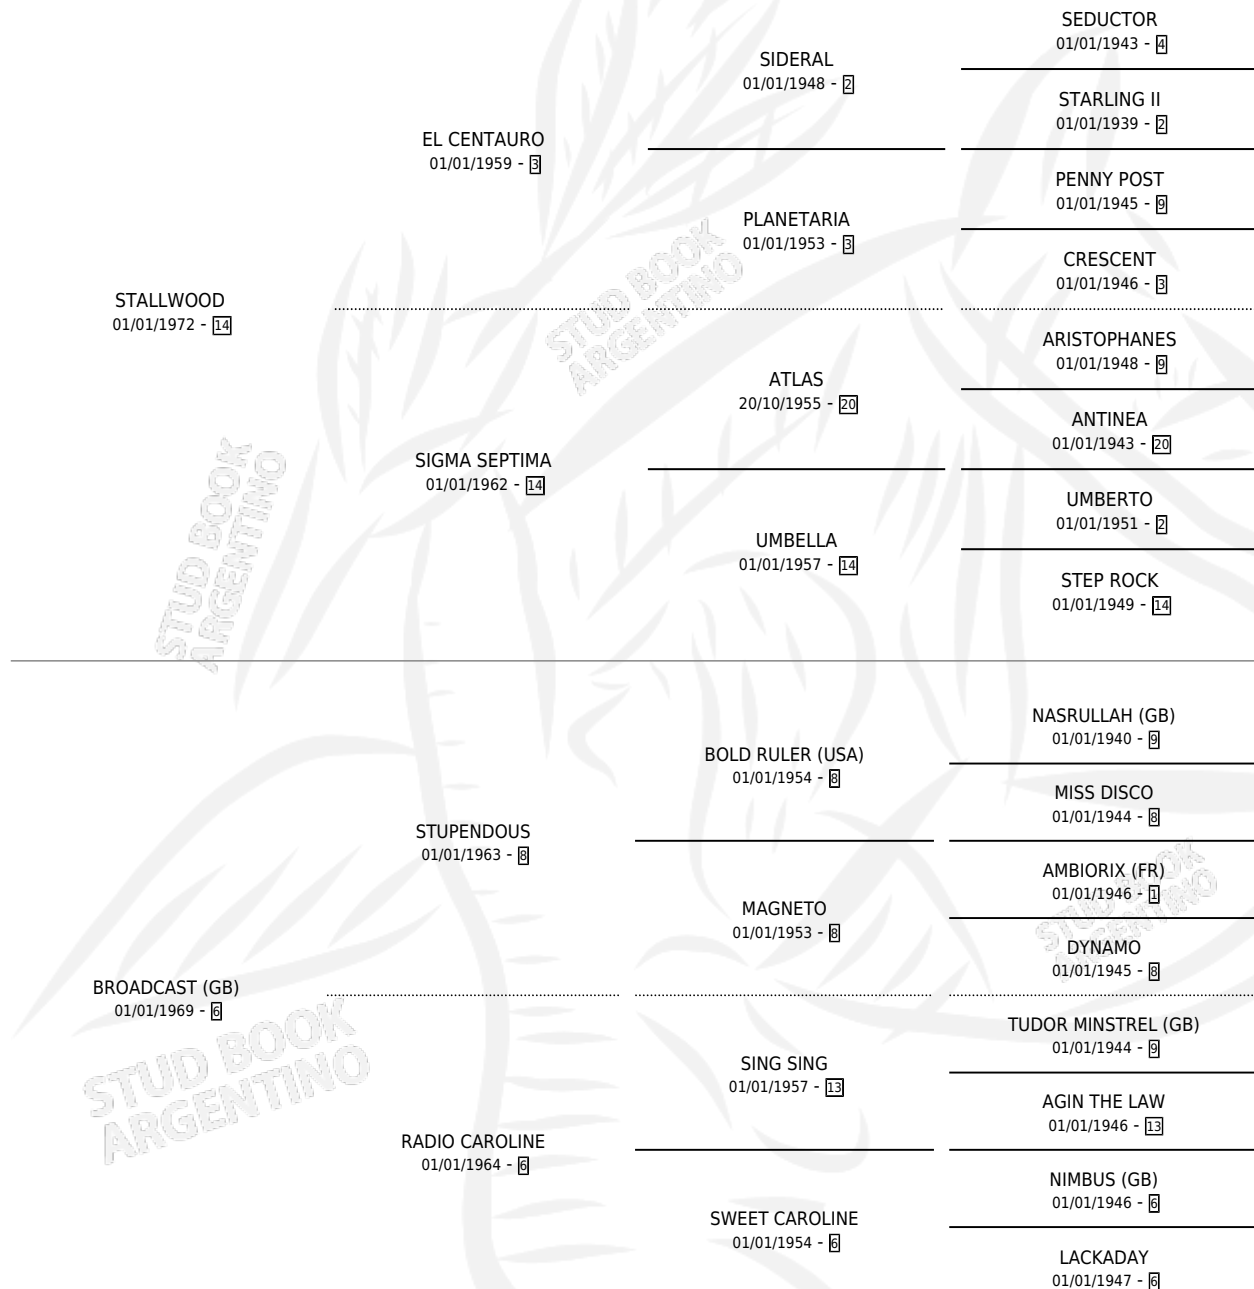 SEDUCTOR
01/01/1943 - 4
SIDERAL
01/01/1948 - 2
STARLING II
01/01/1939 - 2
EL CENTAURO
01/01/1959 - 3
PENNY POST
01/01/1945 - 9
PLANETARIA
01/01/1953 - 3
CRESCENT
01/01/1946 - 3
STALLWOOD
01/01/1972 - 14
ARISTOPHANES
01/01/1948 - 9
ATLAS
20/10/1955 - 20
ANTINEA
01/01/1943 - 20
SIGMA SEPTIMA
01/01/1962 - 14
UMBERTO
01/01/1951 - 2
UMBELLA
01/01/1957 - 14
STEP ROCK
01/01/1949 - 14
NASRULLAH (GB)
01/01/1940 - 9
BOLD RULER (USA)
01/01/1954 - 8
MISS DISCO
01/01/1944 - 8
STUPENDOUS
01/01/1963 - 8
AMBIORIX (FR)
01/01/1946 - 1
MAGNETO
01/01/1953 - 8
DYNAMO
01/01/1945 - 8
BROADCAST (GB)
01/01/1969 - 6
TUDOR MINSTREL (GB)
01/01/1944 - 9
SING SING
01/01/1957 - 13
AGIN THE LAW
01/01/1946 - 13
RADIO CAROLINE
01/01/1964 - 6
NIMBUS (GB)
01/01/1946 - 6
SWEET CAROLINE
01/01/1954 - 6
LACKADAY
01/01/1947 - 6
STUD BOOK
ARGENTINO
STUD BOOK
ARGENTINO
STUD BOOK
ARGENTINO
STUD BOOK
ARGENTINO